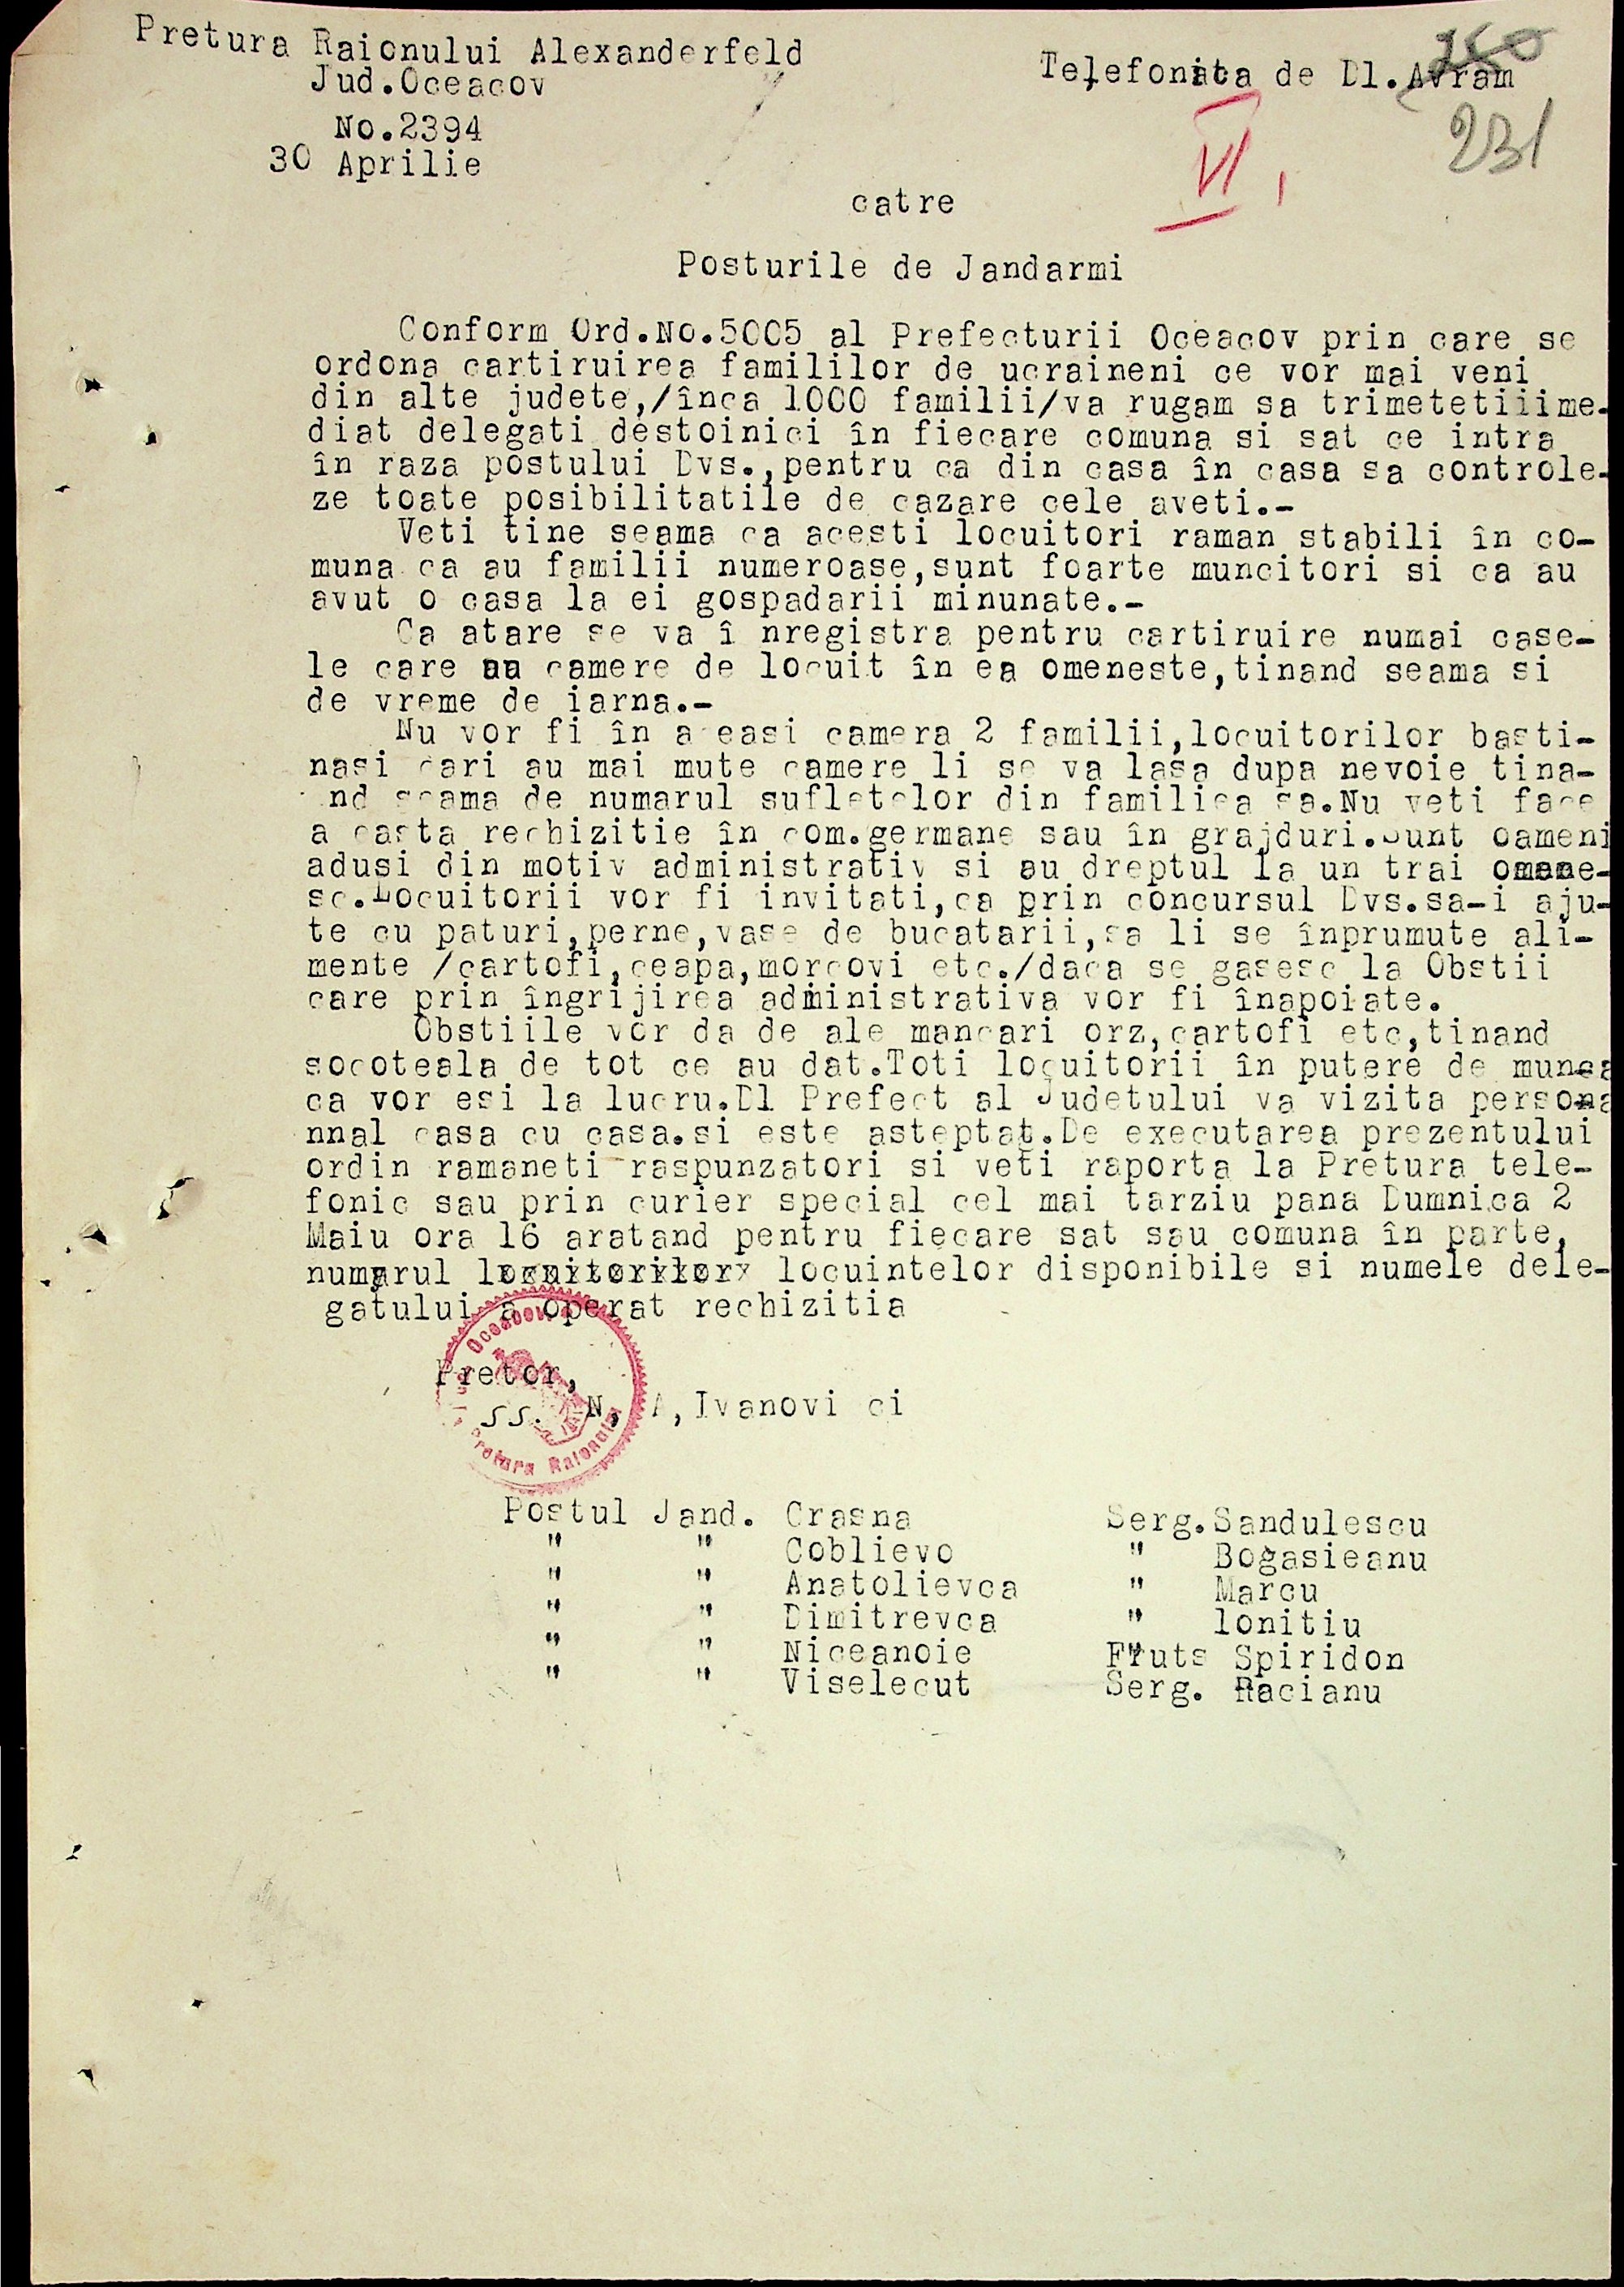 Pretura Raionului Alexanderfeld
Jud.Oceacov
No.2394
30 Aprilie
Telefonica de Dl.Avram
231
VI
catre
Posturile de Jandarmi
Conform Ord.No.5005 al Prefecturii Oceacov prin care se
ordona cartiruirea famililor de ucraineni ce vor mai veni
din alte judete,/înca 1000 familii/va rugam sa trimetetiiime-
diat delegati destoinici în fiecare comuna si sat ce intra
în raza postului Dvs.,pentru ca din casa în casa sa controle-
ze toate posibilitatile de cazare cele aveti.-
Veti tine seama ca acesti locuitori raman stabili în co-
muna ca au familii numeroase,sunt foarte muncitori si ca au
avut o casa la ei gospadarii minunate.-
Ca atare se va î nregistra pentru cartiruire numai case-
le care au camere de locuit în ea omeneste,tinand seama si
de vreme de iarna.-
Nu vor fi în a easi camera 2 familii,locuitorilor basti-
nasi cari au mai mute camere li se va lasa dupa nevoie tina-
nd seama de numarul sufletelor din familiea sa.Nu veti face
a casta rechizitie în com.germane sau în grajduri.Sunt oameni
adusi din motiv administrativ si au dreptul la un trai omene-
sc.Locuitorii vor fi invitati,ca prin concursul Dvs.sa-i aju-
te cu paturi,perne,vase de bucatarii,sa li se înprumute ali-
mente /cartofi,ceapa,morcovi etc./daca se gasesc la Obstii
care prin îngrijirea administrativa vor fi înapoiate.
Obstiile vor da de ale mancari orz,cartofi etc,tinand
socoteala de tot ce au dat.Toti locuitorii în putere de munca
ca vor esi la lucru.Dl Prefect al Judetului va vizita persona
nnal casa cu casa.si este asteptat.De executarea prezentului
ordin ramaneti raspunzatori si veti raporta la Pretura tele-
fonic sau prin curier special cel mai tarziu pana Dumnica 2
Maiu ora 16 aratand pentru fiecare sat sau comuna în parte,
numarul locuitorilor locuintelor disponibile si numele dele-
gatului a operat rechizitia
Pretor,
ss. N, A,Ivanovi ci
Pretura Raionului
Postul Jand. Crasna Serg.Sandulescu
" " Coblievo " Bogasieanu
" " Anatolievca " Marcu
" " Dimitrevca " lonitiu
" " Niceanoie Fruts Spiridon
" " Viselecut Serg. Racianu